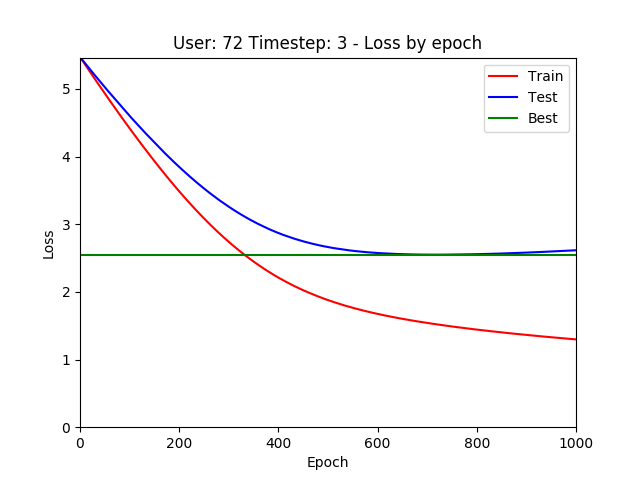 User: 72 Timestep: 3 - Loss by epoch
Train
Test
Best
5
4
3
2
1
0
Loss
0 200 400 600 800 1000
Epoch